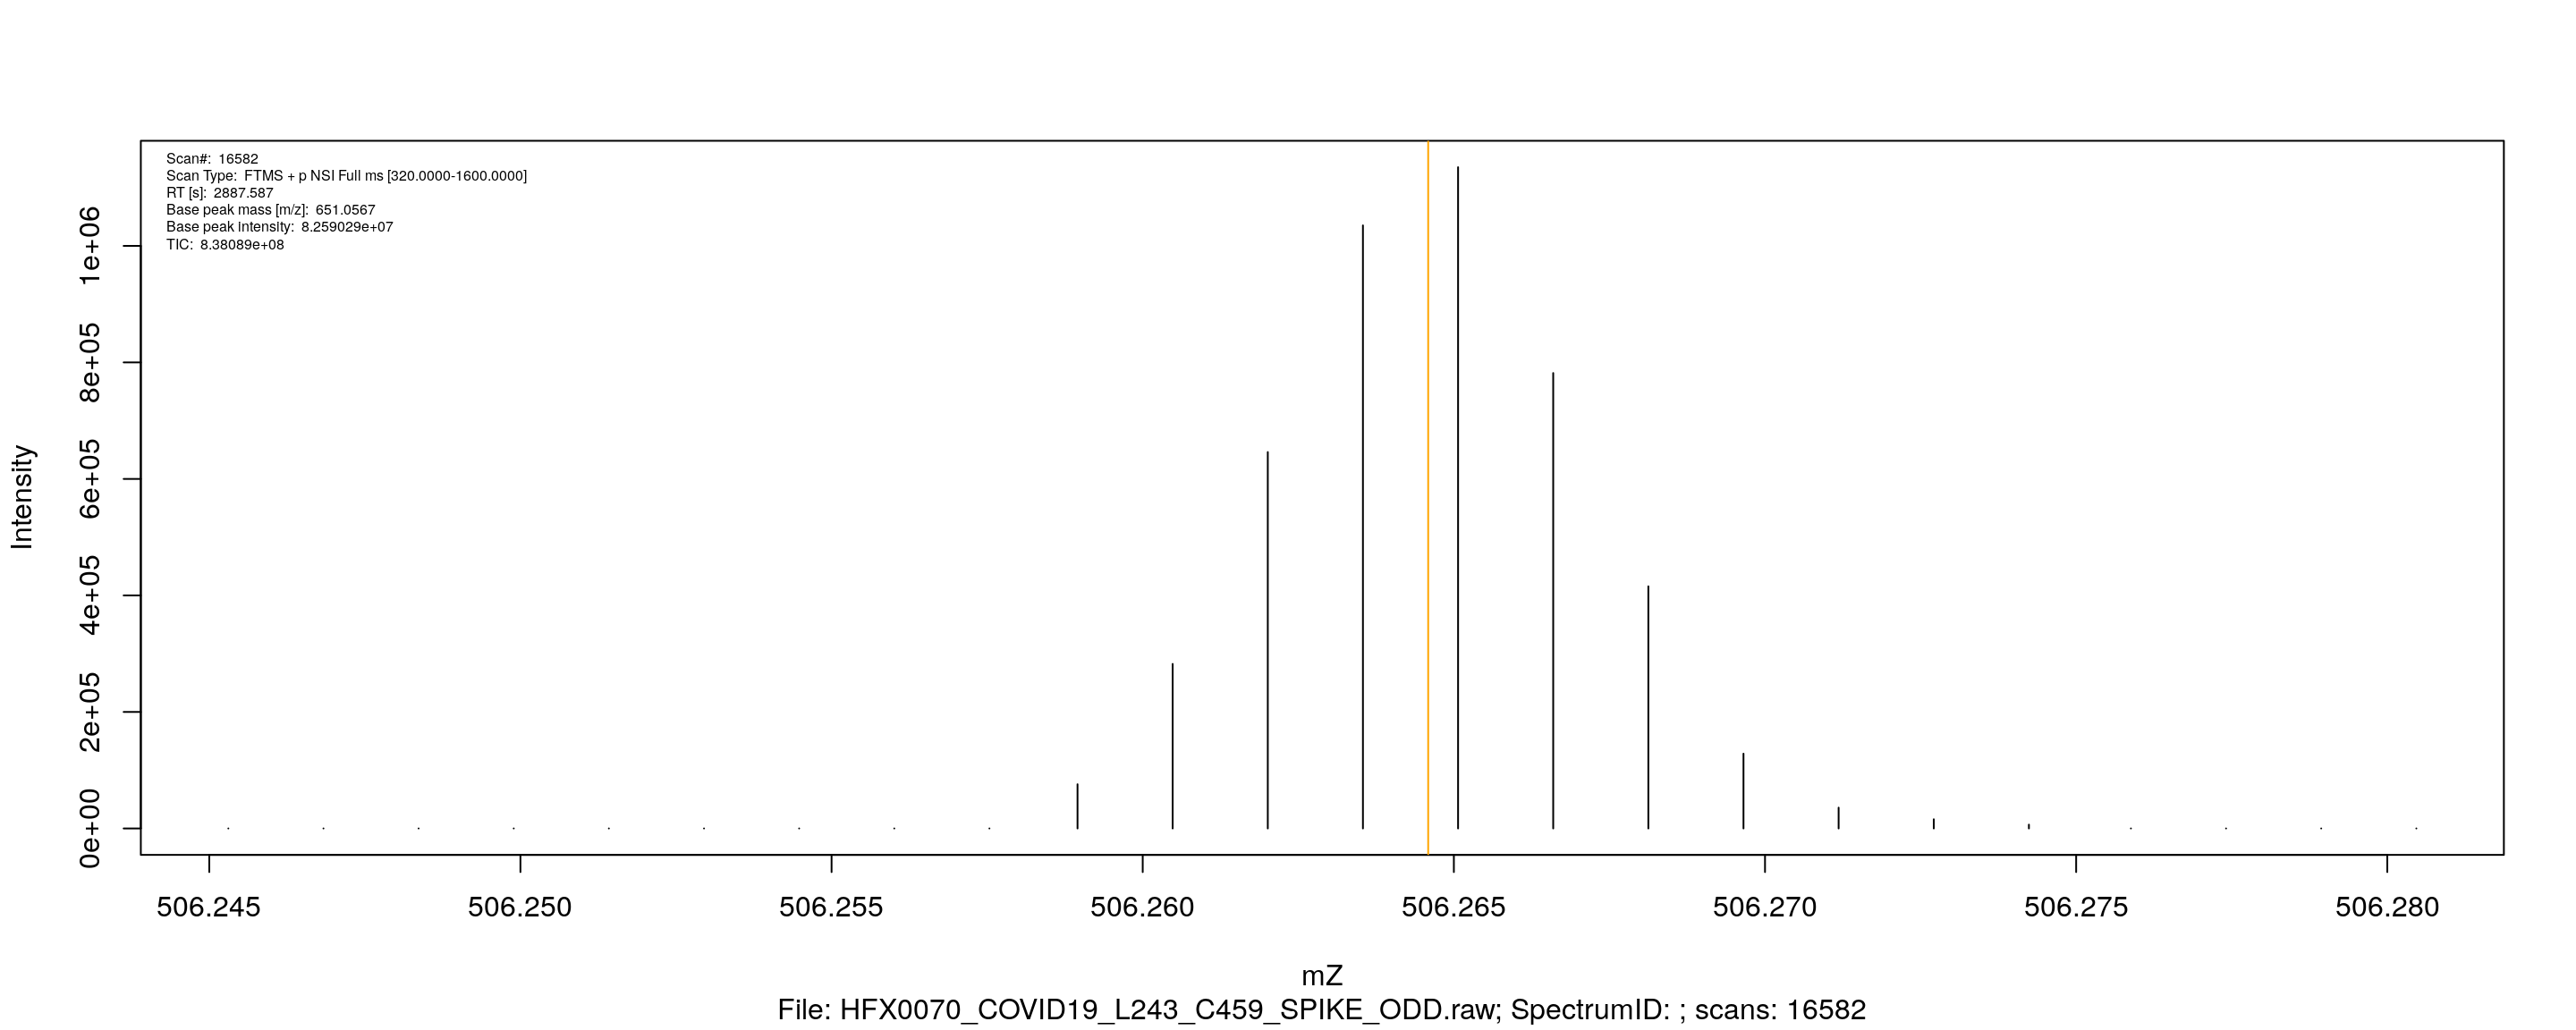 Scan#: 16582
Scan Type: FTMS + p NSI Full ms [320.0000-1600.0000]
RT [s]: 2887.587
Base peak mass [m/z]: 651.0567
Base peak intensity: 8.259029e+07
TIC: 8.38089e+08
Intensity
1e+06
8e+05
6e+05
4e+05
2e+05
0e+00
506.245 506.250 506.255 506.260 506.265 506.270 506.275 506.280
mZ
File: HFX0070_COVID19_L243_C459_SPIKE_ODD.raw; SpectrumID: ; scans: 16582